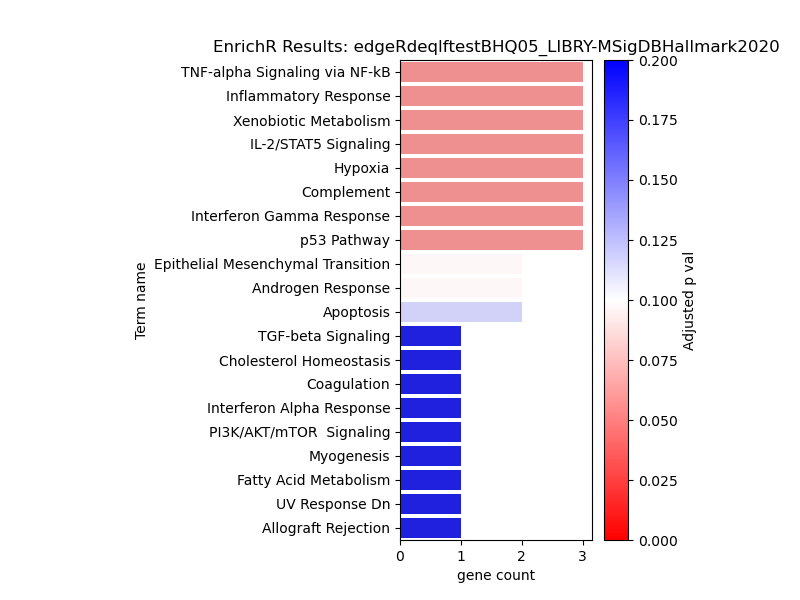 EnrichR Results: edgeRdeqlftestBHQ05_LIBRY-MSigDBHallmark2020
TNF-alpha Signaling via NF-kB
Inflammatory Response
Xenobiotic Metabolism
IL-2/STAT5 Signaling
Hypoxia
Complement
Interferon Gamma Response
p53 Pathway
Epithelial Mesenchymal Transition
Androgen Response
Apoptosis
TGF-beta Signaling
Cholesterol Homeostasis
Coagulation
Interferon Alpha Response
PI3K/AKT/mTOR  Signaling
Myogenesis
Fatty Acid Metabolism
UV Response Dn
Allograft Rejection
Term name
0 1 2 3
gene count
0.200
0.175
0.150
0.125
0.100
0.075
0.050
0.025
0.000
Adjusted p val